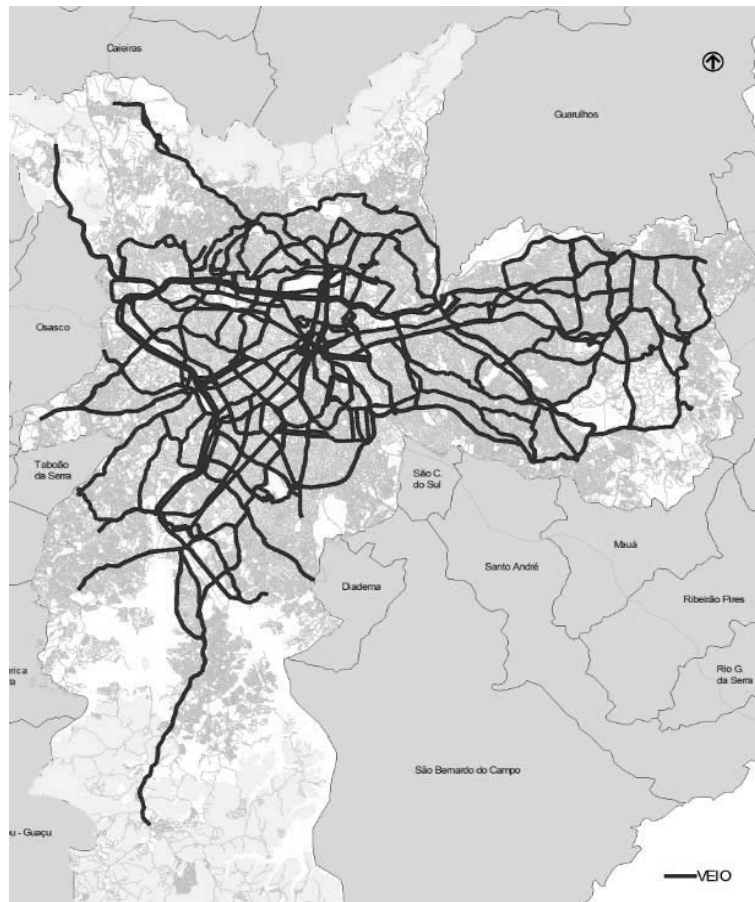 Caieiras
Guarulhos
Osasco
Taboão
da Serra
São C.
do Sul
Mauá
Santo André
Diadema
Ribeirão Pires
Rio G.
da Serra
São Bernardo do Campo
- Guaçu
VEIO